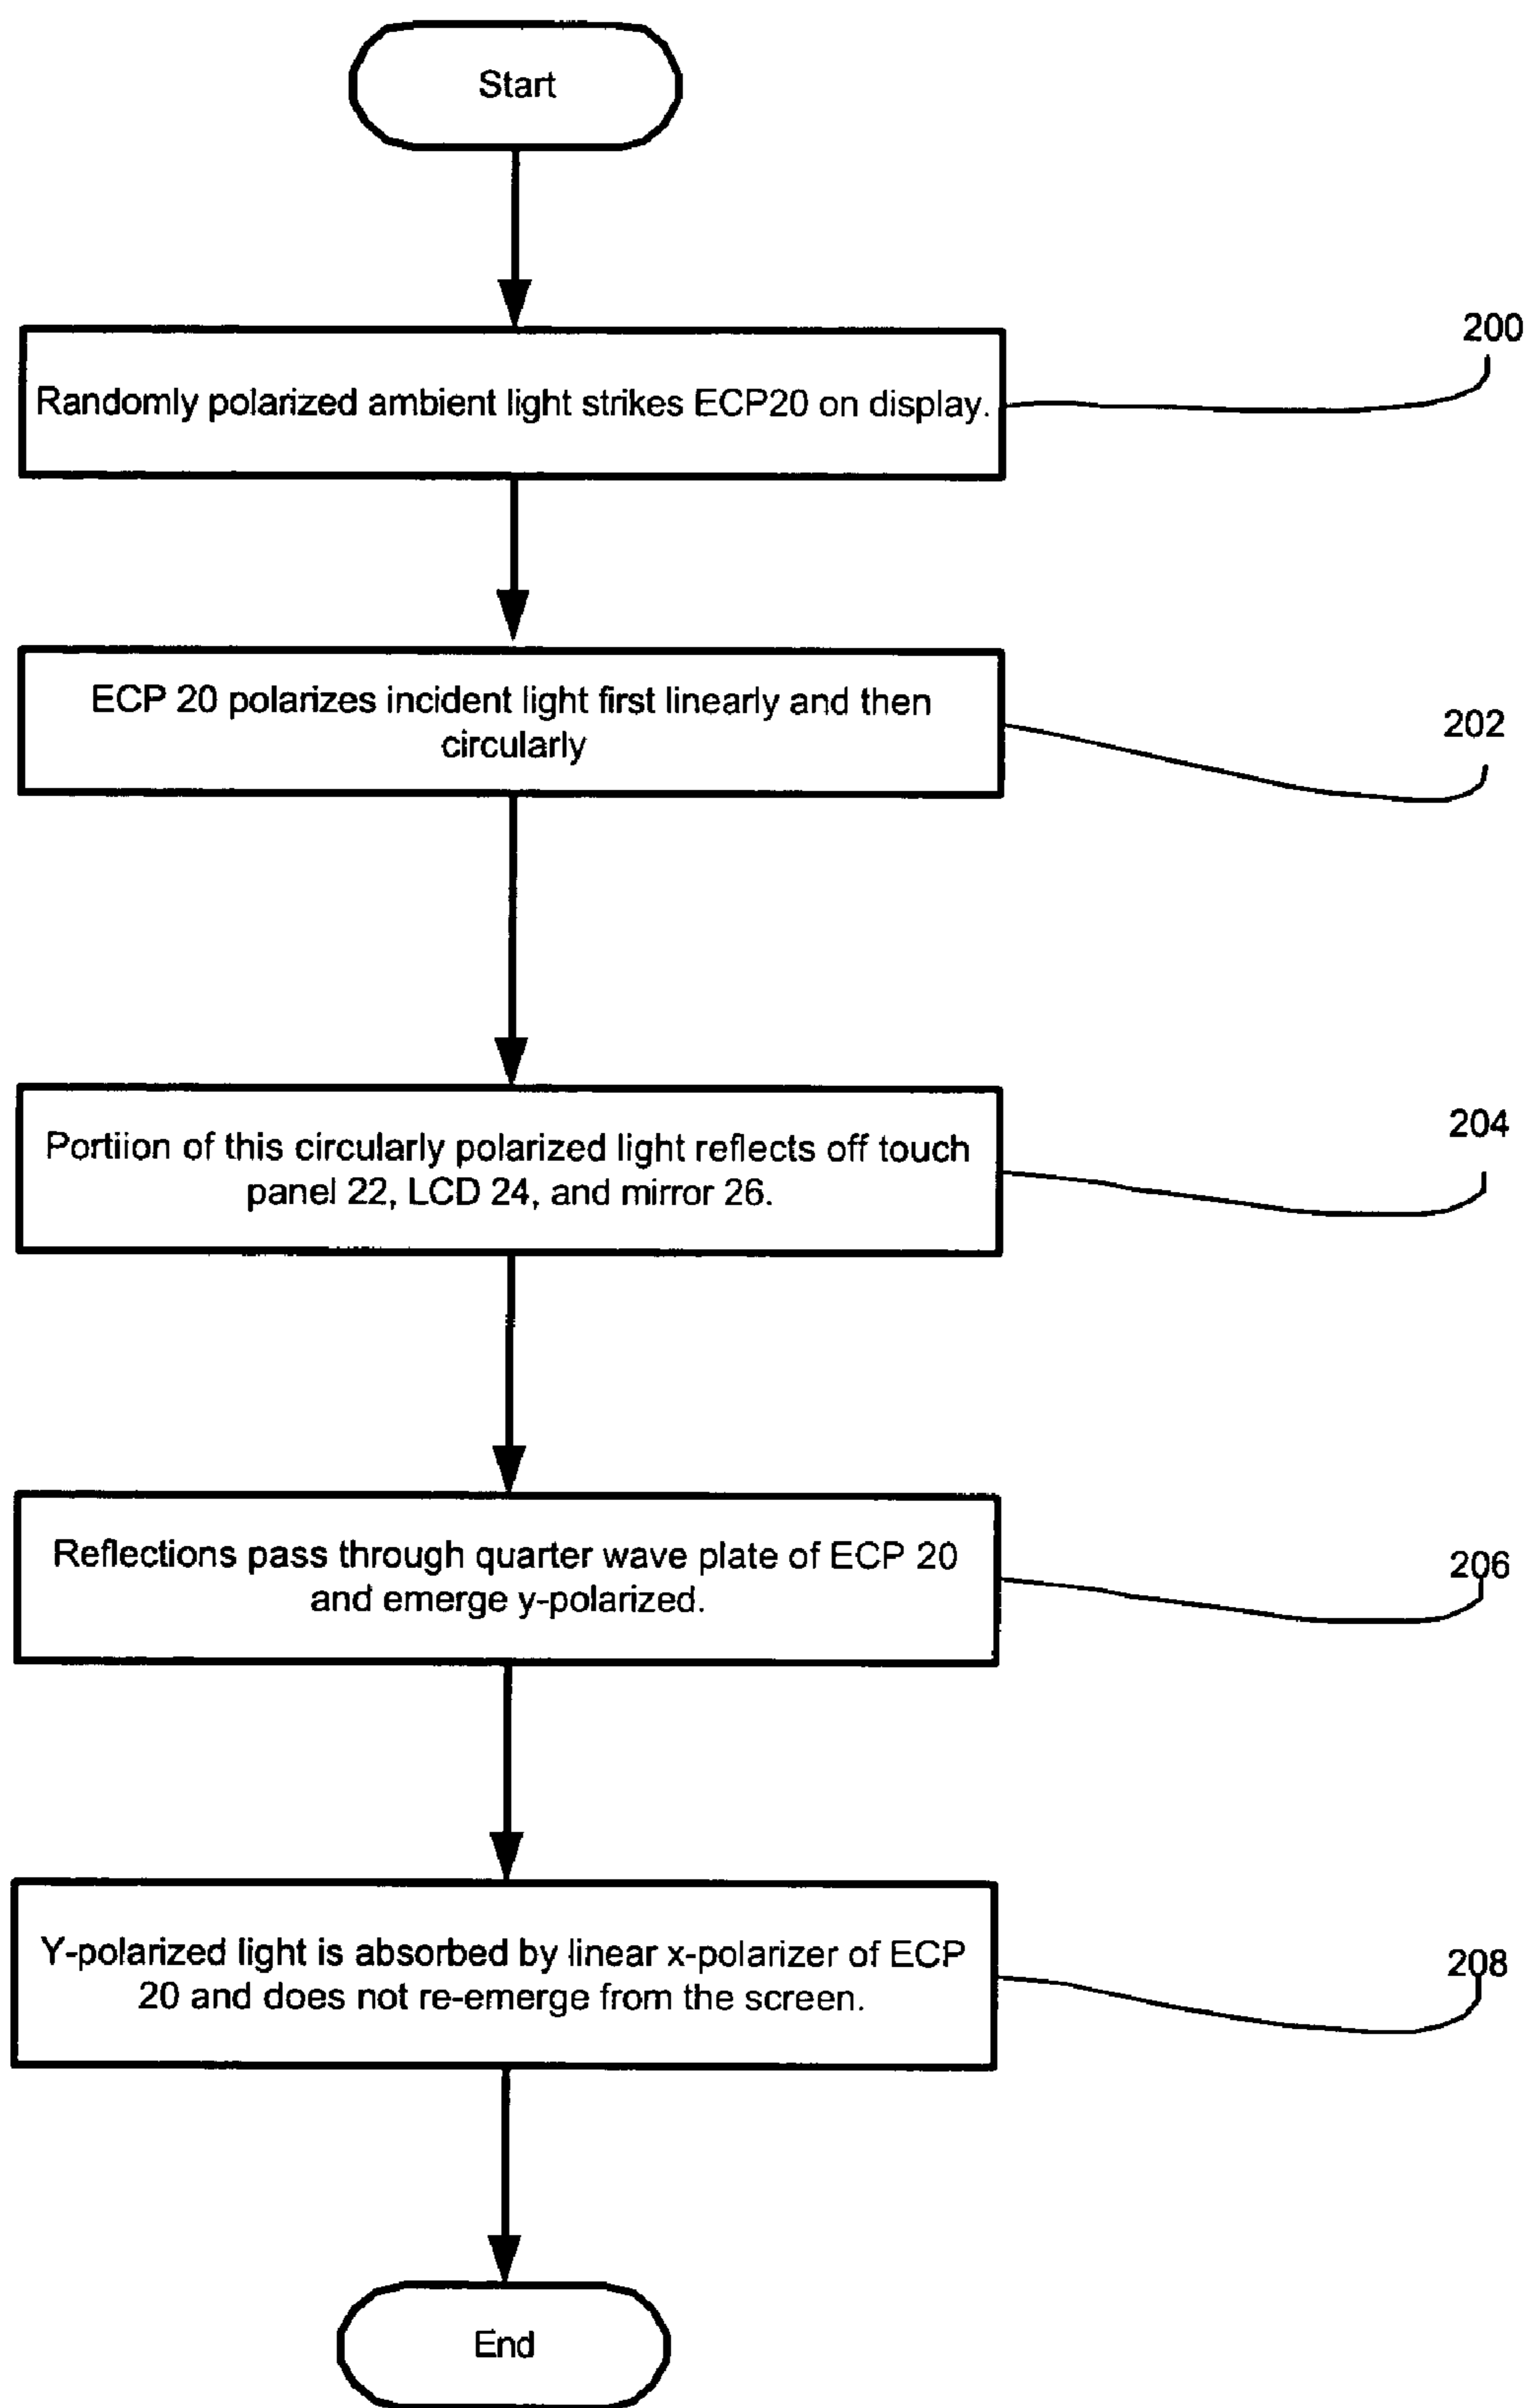 Start
200
Randomly polarized ambient light strikes ECP20 on display.
ECP 20 polarizes incident light first linearly and then
circularly
202
204
Portiion of this circularly polarized light reflects off touch
panel 22, LCD 24, and mirror 26.
206
Reflections pass through quarter wave plate of ECP 20
and emerge y-polarized.
208
Y-polarized light is absorbed by linear x-polarizer of ECP
20 and does not re-emerge from the screen.
End